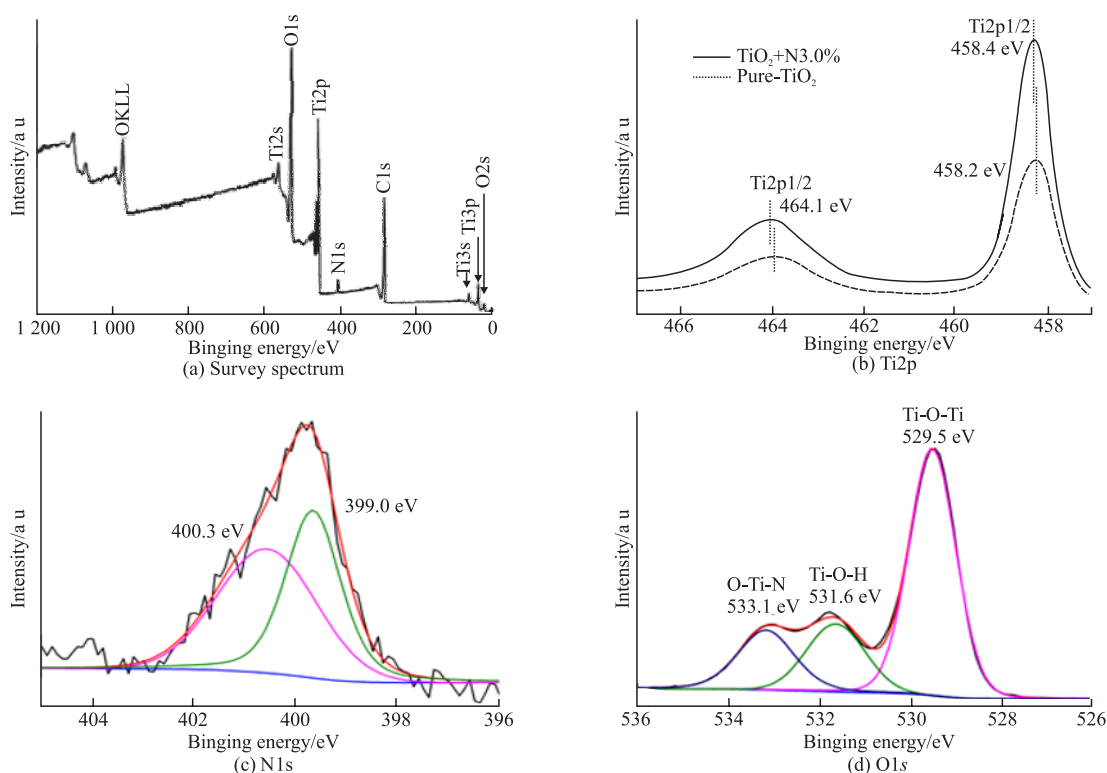 Intensity/a u
OKLL
Ti2s
O1s
Ti2p
N1s
C1s
Ti3s
Ti3p
O2s
1 200 1 000 800 600 400 200 0
Binging energy/eV
(a) Survey spectrum
Intensity/a u
TiO₂+N3.0%
Pure-TiO₂
Ti2p1/2
458.4 eV
458.2 eV
Ti2p1/2
464.1 eV
466 464 462 460 458
Binging energy/eV
(b) Ti2p
Intensity/a u
400.3 eV
399.0 eV
404 402 400 398 396
Binging energy/eV
(c) N1s
Intensity/a u
Ti-O-Ti
529.5 eV
O-Ti-N
533.1 eV
Ti-O-H
531.6 eV
536 534 532 530 528 526
Binging energy/eV
(d) O1s